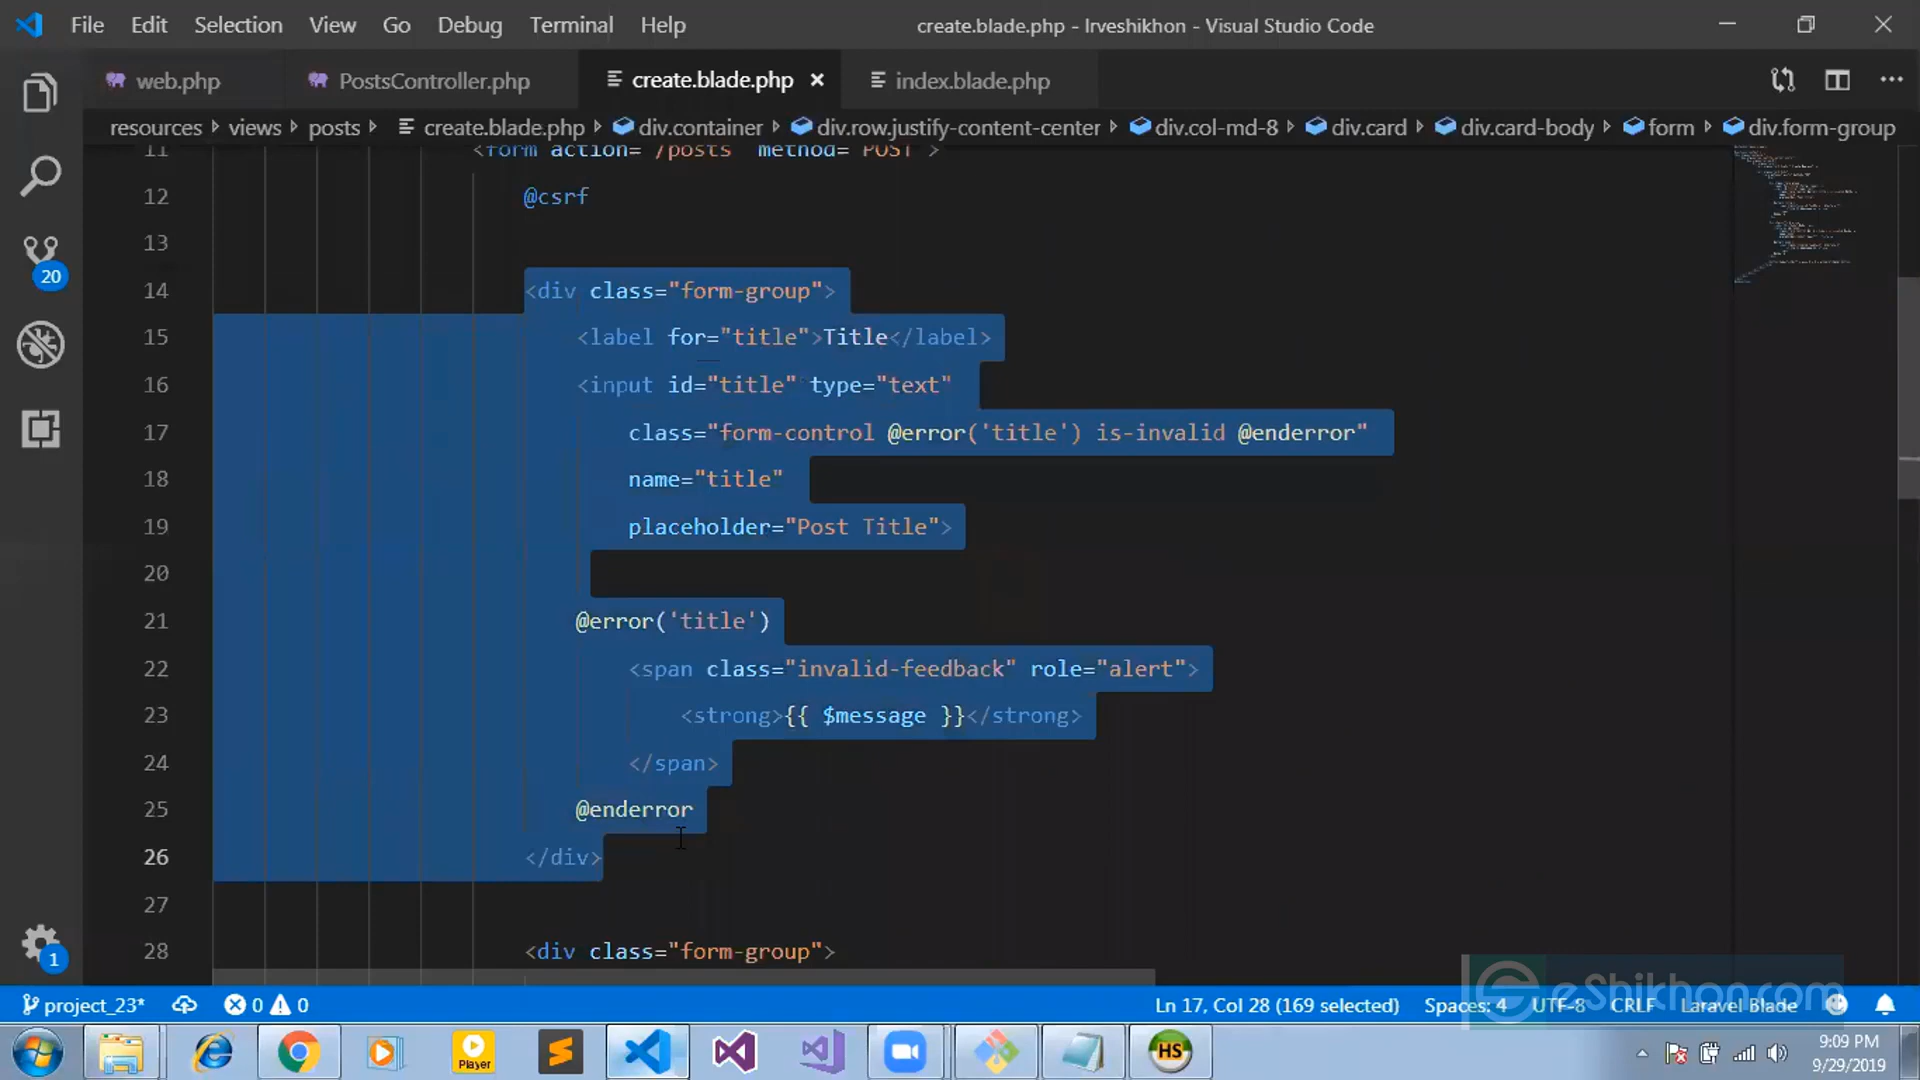 File Edit Selection View Go Debug Terminal Help create.blade.php - Irveshikhon - Visual Studio Code
web.php PostsController.php create.blade.php × index.blade.php
resources › views › posts › create.blade.php › div.container › div.row.justify-content-center › div.col-md-8 › div.card › div.card-body › form › div.form-group
11 <form action="/posts" method="POST">
12 @csrf
13
14 <div class="form-group">
15 <label for="title">Title</label>
16 <input id="title" type="text"
17 class="form-control @error('title') is-invalid @enderror"
18 name="title"
19 placeholder="Post Title">
20
21 @error('title')
22 <span class="invalid-feedback" role="alert">
23 <strong>{{ $message }}</strong>
24 </span>
25 @enderror
26 </div>
27
28 <div class="form-group">
20
1
eShikhon.com
project_23* 0 0 Ln 17, Col 28 (169 selected) Spaces: 4 UTF-8 CRLF Laravel Blade
Player
HS
9:09 PM
9/29/2019